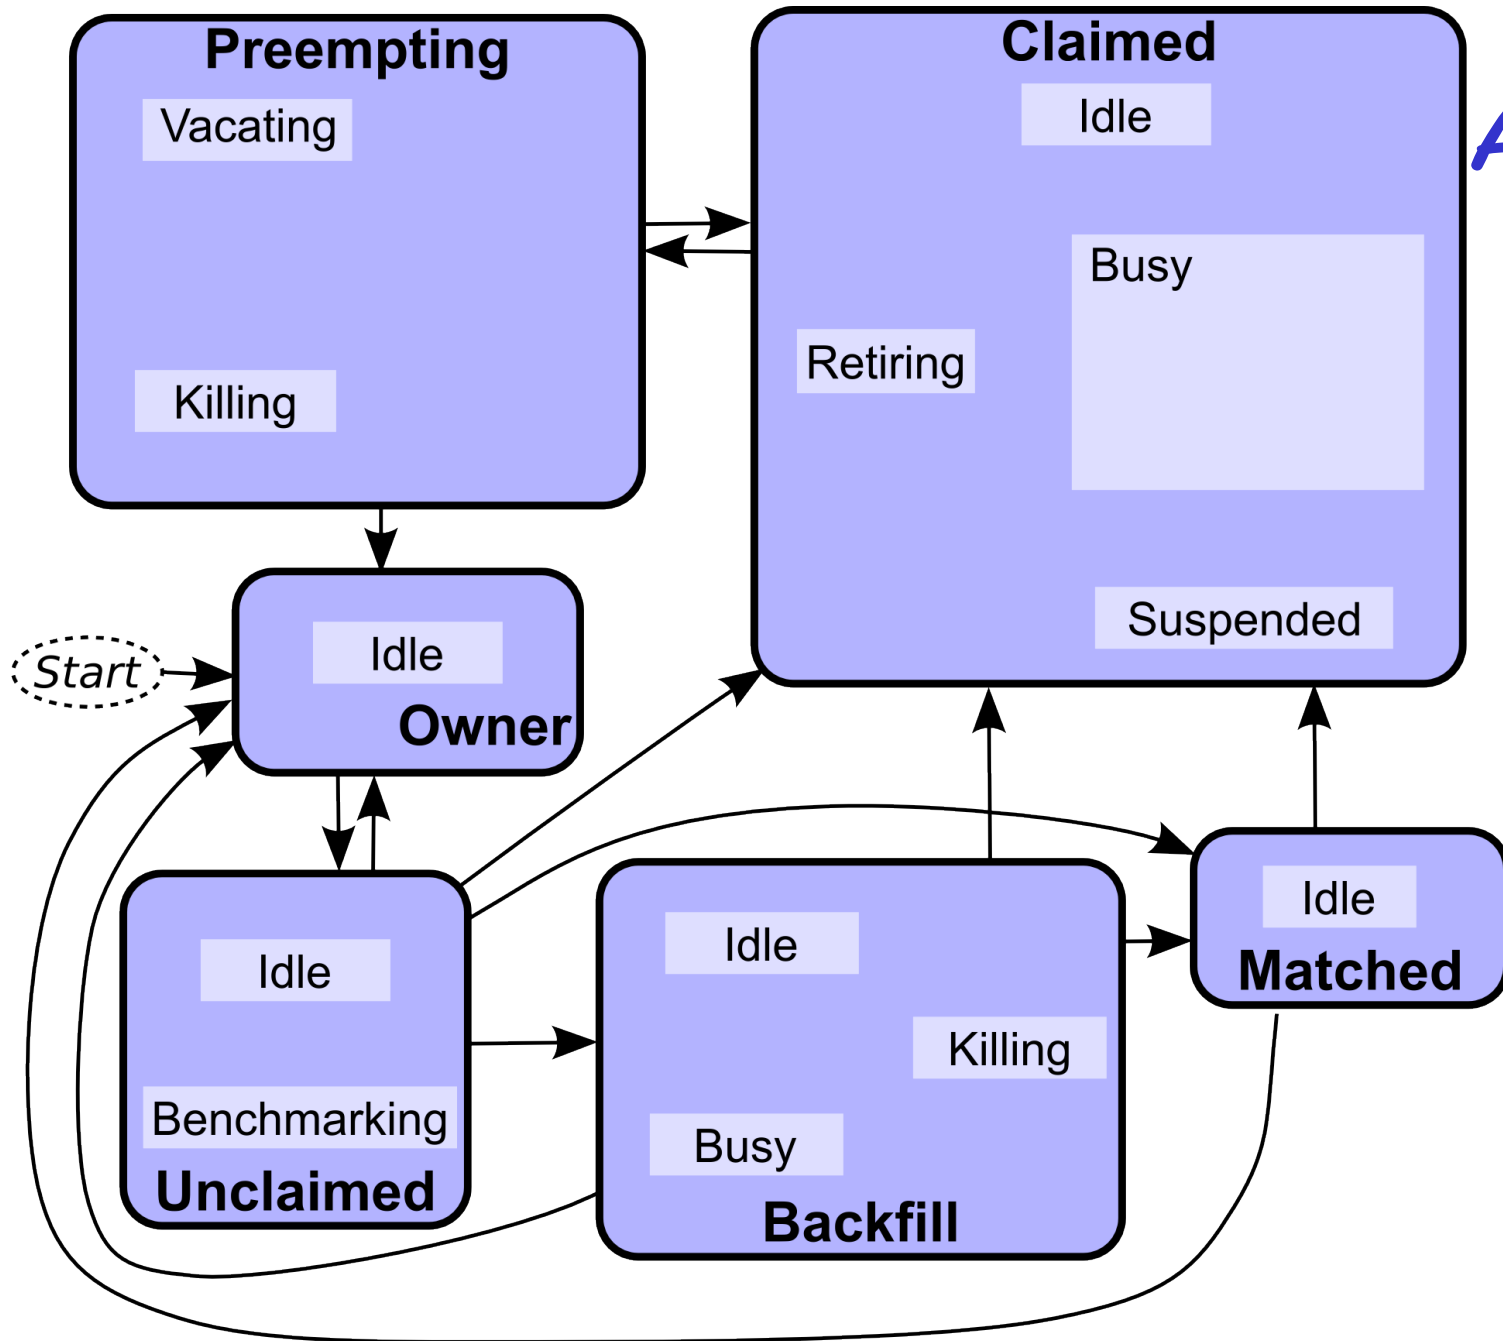 Preempting
Vacating
Killing
Claimed
Idle
Busy
Retiring
Suspended
Start
Idle
Owner
Idle
Benchmarking
Unclaimed
Idle
Killing
Busy
Backfill
Idle
Matched